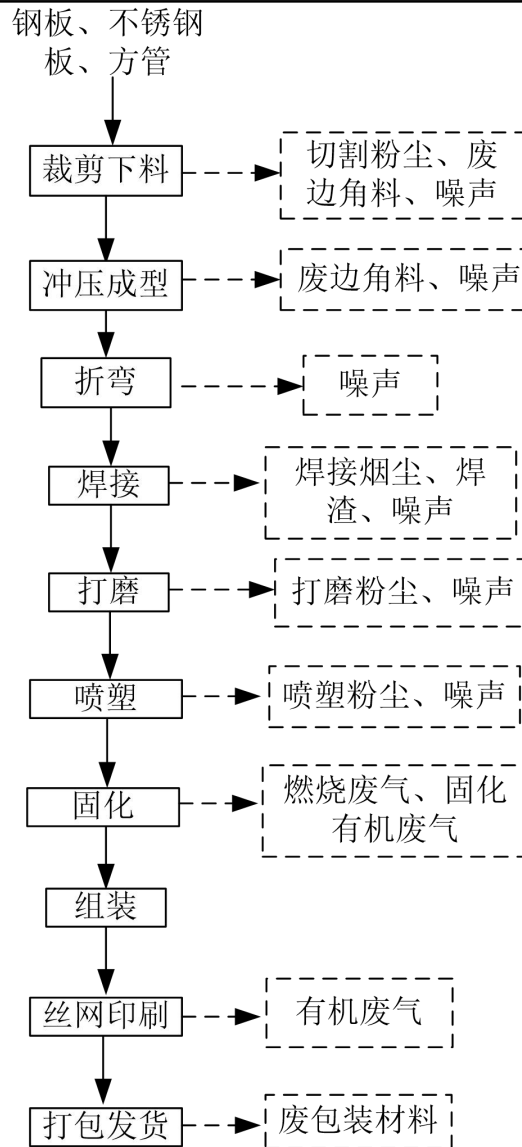 钢板、不锈钢
板、方管
裁剪下料
切割粉尘、废
边角料、噪声
冲压成型
废边角料、噪声
折弯
噪声
焊接
焊接烟尘、焊
渣、噪声
打磨
打磨粉尘、噪声
喷塑
喷塑粉尘、噪声
固化
燃烧废气、固化
有机废气
组装
丝网印刷
有机废气
打包发货
废包装材料